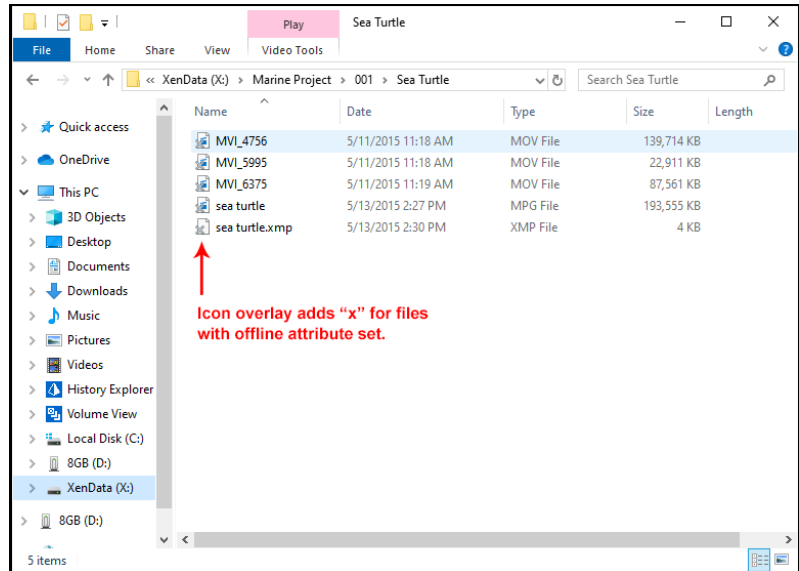 Play
Sea Turtle
File
Home
Share
View
Video Tools
« XenData (X:) > Marine Project > 001 > Sea Turtle
Search Sea Turtle
Name
Date
Type
Size
Length
Quick access
OneDrive
This PC
3D Objects
Desktop
Documents
Downloads
Music
Pictures
Videos
History Explorer
Volume View
Local Disk (C:)
8GB (D:)
XenData (X:)
8GB (D:)
MVI_4756 5/11/2015 11:18 AM MOV File 139,714 KB
MVI_5995 5/11/2015 11:18 AM MOV File 22,911 KB
MVI_6375 5/11/2015 11:19 AM MOV File 87,561 KB
sea turtle 5/13/2015 2:27 PM MPG File 193,555 KB
sea turtle.xmp 5/13/2015 2:30 PM XMP File 4 KB
Icon overlay adds “x” for files
with offline attribute set.
5 items